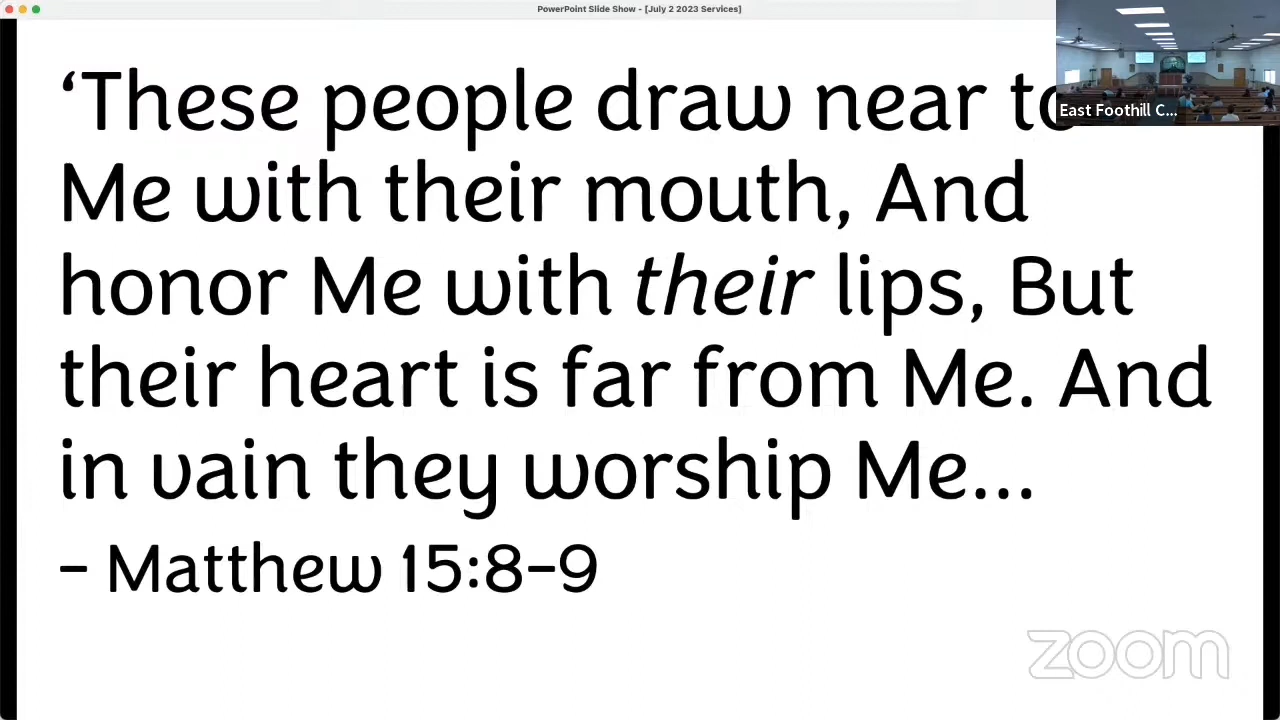 PowerPoint Slide Show - [July 2 2023 Services]
‘These people draw near to
Me with their mouth, And
honor Me with their lips, But
their heart is far from Me. And
in vain they worship Me...
- Matthew 15:8-9
East Foothill C...
zoom